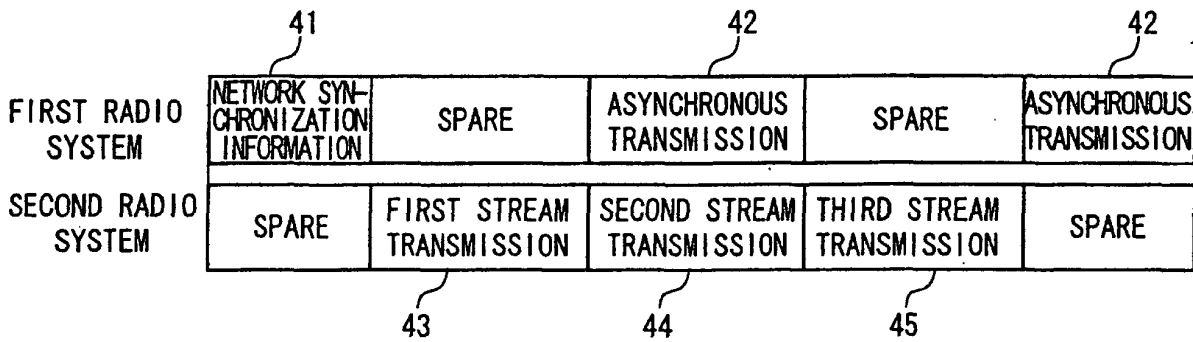 41
42
42
FIRST RADIO
SYSTEM
NETWORK SYN-
CHRONIZATION
INFORMATION
SPARE
ASYNCHRONOUS
TRANSMISSION
SPARE
ASYNCHRONOUS
TRANSMISSION
SECOND RADIO
SYSTEM
SPARE
FIRST STREAM
TRANSMISSION
SECOND STREAM
TRANSMISSION
THIRD STREAM
TRANSMISSION
SPARE
43
44
45